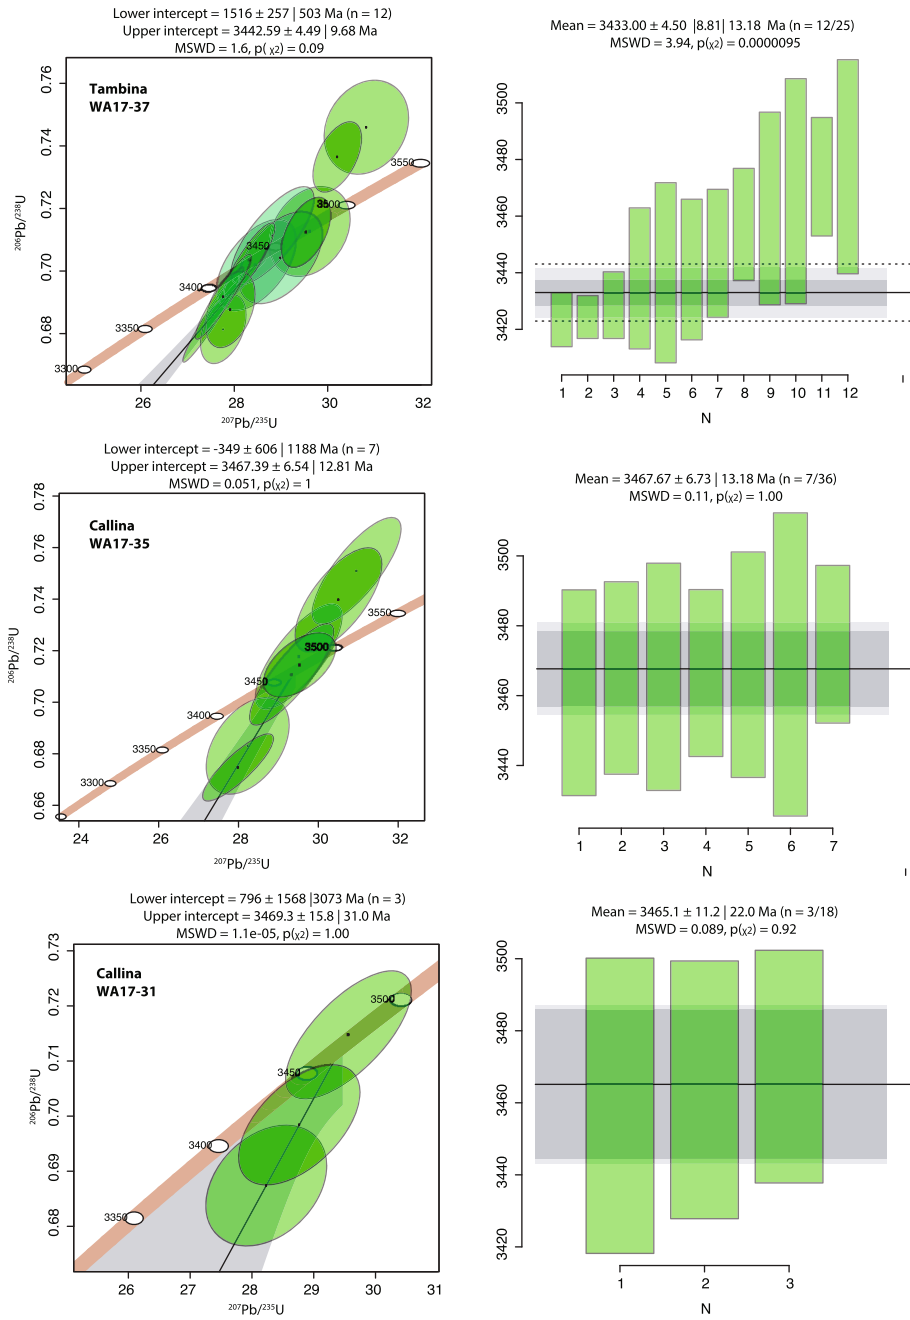 Lower intercept = 1516 ± 257 | 503 Ma (n = 12)
Upper intercept = 3442.59 ± 4.49 | 9.68 Ma
MSWD = 1.6, p( χ2) = 0.09
Tambina
WA17-37
0.76
0.74
0.72
0.70
0.68
206Pb/238U
3300
3350
3400
3450
3500
3550
26
28
30
32
207Pb/235U
Mean = 3433.00 ± 4.50 |8.81| 13.18 Ma (n = 12/25)
MSWD = 3.94, p(χ2) = 0.0000095
3500
3480
3460
3440
3420
1 2 3 4 5 6 7 8 9 10 11 12
N
Lower intercept = -349 ± 606 | 1188 Ma (n = 7)
Upper intercept = 3467.39 ± 6.54 | 12.81 Ma
MSWD = 0.051, p(χ2) = 1
Callina
WA17-35
0.78
0.76
0.74
0.72
0.70
0.68
0.66
206Pb/238U
3300
3350
3400
3450
3500
3550
24
26
28
30
32
207Pb/235U
Mean = 3467.67 ± 6.73 | 13.18 Ma (n = 7/36)
MSWD = 0.11, p(χ2) = 1.00
3500
3480
3460
3440
1 2 3 4 5 6 7
N
Lower intercept = 796 ± 1568 |3073 Ma (n = 3)
Upper intercept = 3469.3 ± 15.8 | 31.0 Ma
MSWD = 1.1e-05, p(χ2) = 1.00
Callina
WA17-31
0.73
0.72
0.71
0.70
0.69
0.68
206Pb/238U
3350
3400
3450
3500
26
27
28
29
30
31
207Pb/235U
Mean = 3465.1 ± 11.2 | 22.0 Ma (n = 3/18)
MSWD = 0.089, p(χ2) = 0.92
3500
3480
3460
3440
3420
1 2 3
N